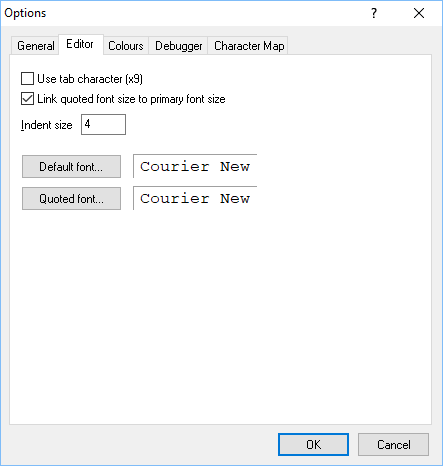 Options
?
General Editor Colours Debugger Character Map
Use tab character (x9)
Link quoted font size to primary font size
Indent size 4
Default font... Courier New
Quoted font... Courier New
OK Cancel